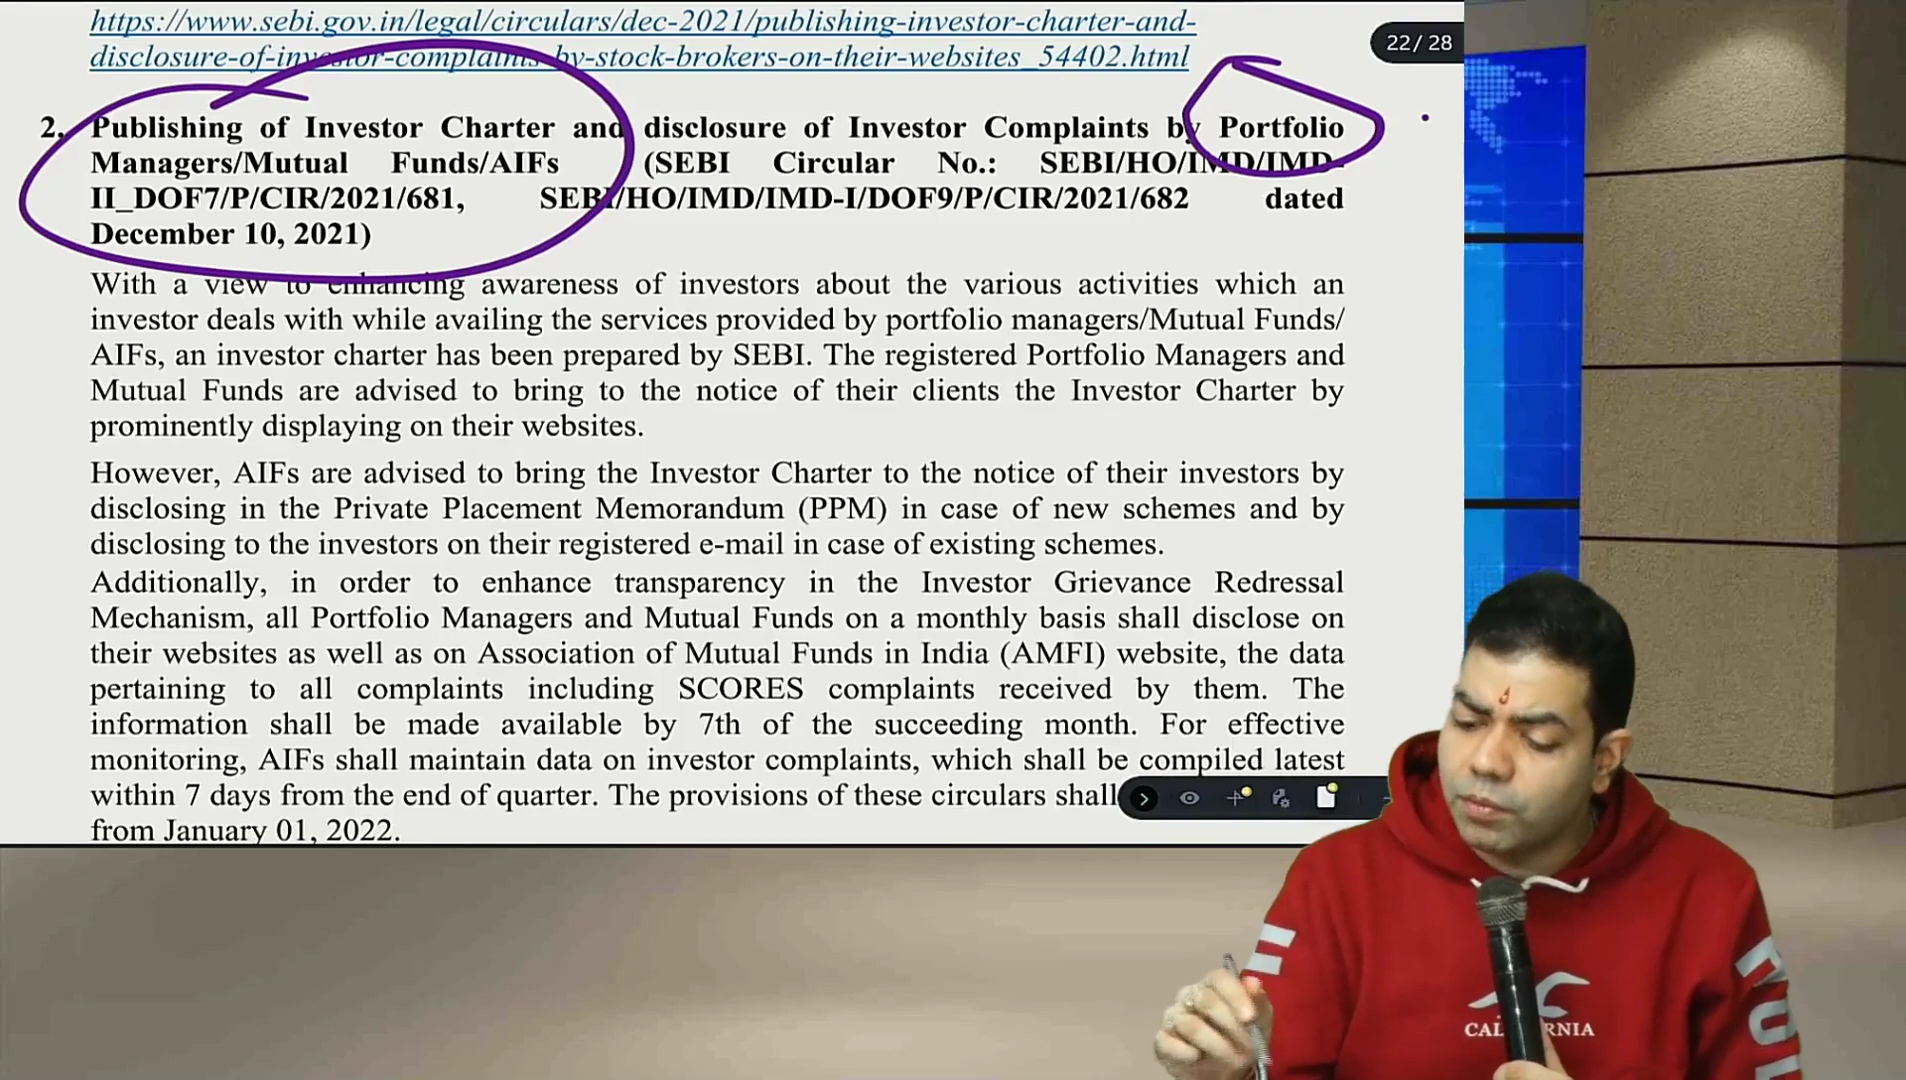 https://www.sebi.gov.in/legal/circulars/dec-2021/publishing-investor-charter-and-
disclosure-of-investor-complaints-by-stock-brokers-on-their-websites_54402.html
22 / 28
2. Publishing of Investor Charter and disclosure of Investor Complaints by Portfolio
Managers/Mutual Funds/AIFs (SEBI Circular No.: SEBI/HO/IMD/IMD-
II_DOF7/P/CIR/2021/681, SEBI/HO/IMD/IMD-I/DOF9/P/CIR/2021/682 dated
December 10, 2021)
With a view to enhancing awareness of investors about the various activities which an
investor deals with while availing the services provided by portfolio managers/Mutual Funds/
AIFs, an investor charter has been prepared by SEBI. The registered Portfolio Managers and
Mutual Funds are advised to bring to the notice of their clients the Investor Charter by
prominently displaying on their websites.
However, AIFs are advised to bring the Investor Charter to the notice of their investors by
disclosing in the Private Placement Memorandum (PPM) in case of new schemes and by
disclosing to the investors on their registered e-mail in case of existing schemes.
Additionally, in order to enhance transparency in the Investor Grievance Redressal
Mechanism, all Portfolio Managers and Mutual Funds on a monthly basis shall disclose on
their websites as well as on Association of Mutual Funds in India (AMFI) website, the data
pertaining to all complaints including SCORES complaints received by them. The
information shall be made available by 7th of the succeeding month. For effective
monitoring, AIFs shall maintain data on investor complaints, which shall be compiled latest
within 7 days from the end of quarter. The provisions of these circulars shall
from January 01, 2022.